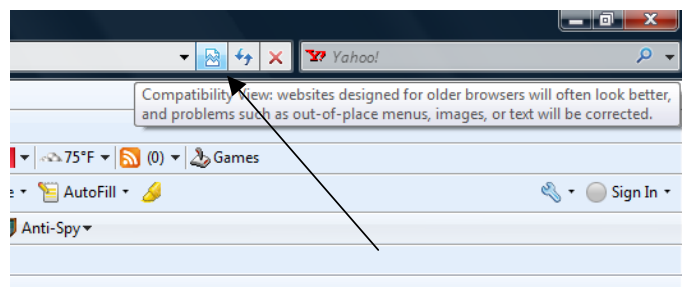 Y? Yahoo!
Compatibility View: websites designed for older browsers will often look better,
and problems such as out-of-place menus, images, or text will be corrected.
75°F (0) Games
AutoFill Sign In
Anti-Spy